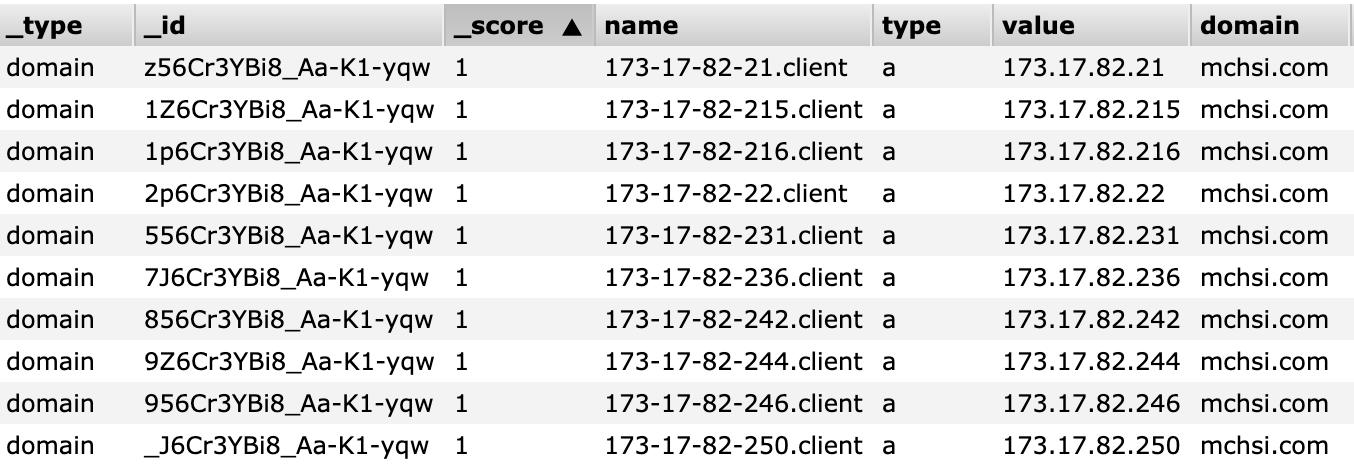 _type _id _score ▲ name type value domain
domain z56Cr3YBi8_Aa-K1-yqw 1 173-17-82-21.client a 173.17.82.21 mchsi.com
domain 1Z6Cr3YBi8_Aa-K1-yqw 1 173-17-82-215.client a 173.17.82.215 mchsi.com
domain 1p6Cr3YBi8_Aa-K1-yqw 1 173-17-82-216.client a 173.17.82.216 mchsi.com
domain 2p6Cr3YBi8_Aa-K1-yqw 1 173-17-82-22.client a 173.17.82.22 mchsi.com
domain 556Cr3YBi8_Aa-K1-yqw 1 173-17-82-231.client a 173.17.82.231 mchsi.com
domain 7J6Cr3YBi8_Aa-K1-yqw 1 173-17-82-236.client a 173.17.82.236 mchsi.com
domain 856Cr3YBi8_Aa-K1-yqw 1 173-17-82-242.client a 173.17.82.242 mchsi.com
domain 9Z6Cr3YBi8_Aa-K1-yqw 1 173-17-82-244.client a 173.17.82.244 mchsi.com
domain 956Cr3YBi8_Aa-K1-yqw 1 173-17-82-246.client a 173.17.82.246 mchsi.com
domain _J6Cr3YBi8_Aa-K1-yqw 1 173-17-82-250.client a 173.17.82.250 mchsi.com